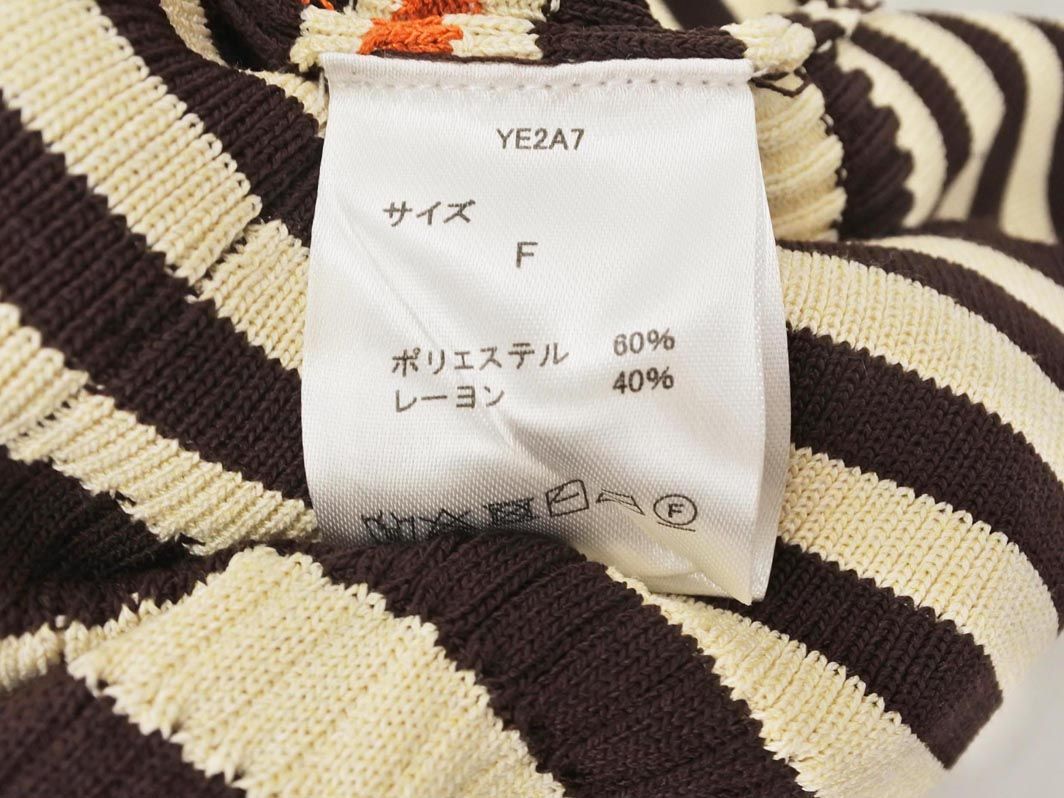 YE2A7
サイズ
F
ポリエステル 60%
レーヨン 40%
F